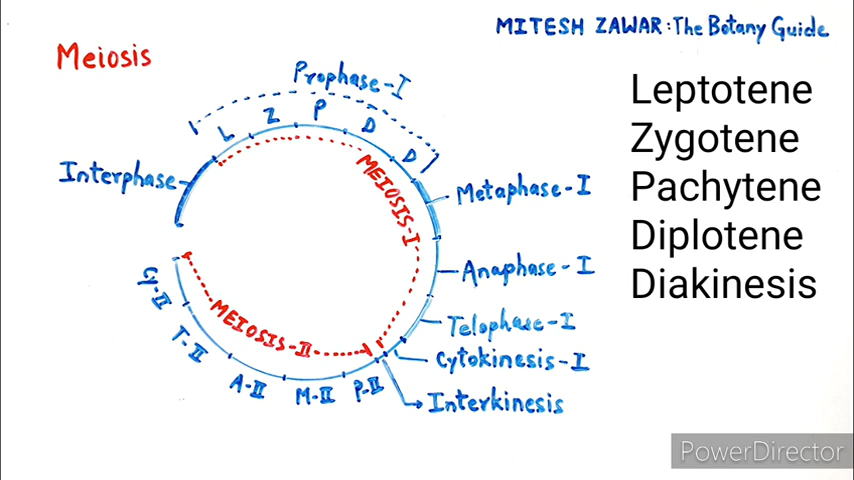 MITESH ZAWAR: The Botany Guide
Meiosis
Prophase-I
L
Z
P
D
D
Interphase
MEIOSIS-I
Metaphase-I
Anaphase-I
Telophase-I
Cytokinesis-I
Interkinesis
MEIOSIS-II
P-II
M-II
A-II
T-II
Cy-II
Leptotene
Zygotene
Pachytene
Diplotene
Diakinesis
PowerDirector